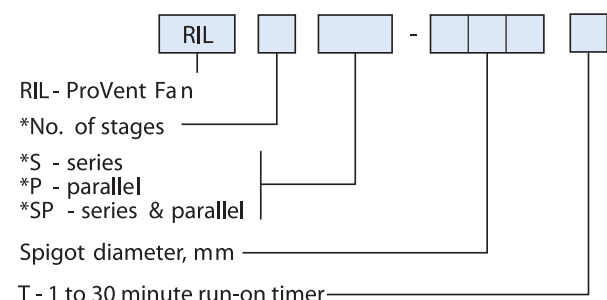 RIL -
RIL - ProVent Fan
*No. of stages
*S - series
*P - parallel
*SP - series & parallel
Spigot diameter, mm
T - 1 to 30 minute run-on timer